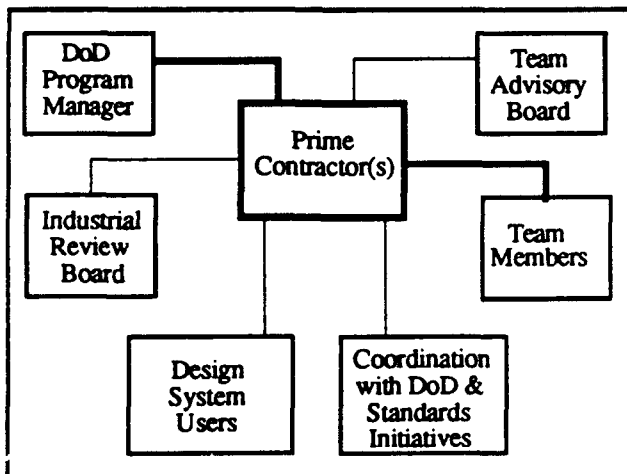 DoD
Program
Manager
Team
Advisory
Board
Prime
Contractor(s)
Industrial
Review
Board
Team
Members
Design
System
Users
Coordination
with DoD &
Standards
Initiatives